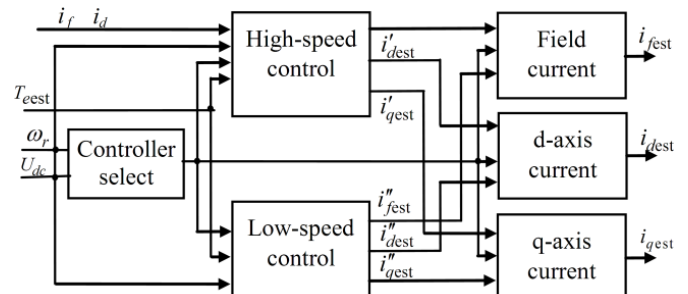 i_f i_d
High-speed
control
i'_dest
i'_qest
Field
current
i_fest
T_eest
ω_r
U_dc
Controller
select
d-axis
current
i_dest
Low-speed
control
i''_fest
i''_dest
i''_qest
q-axis
current
i_qest